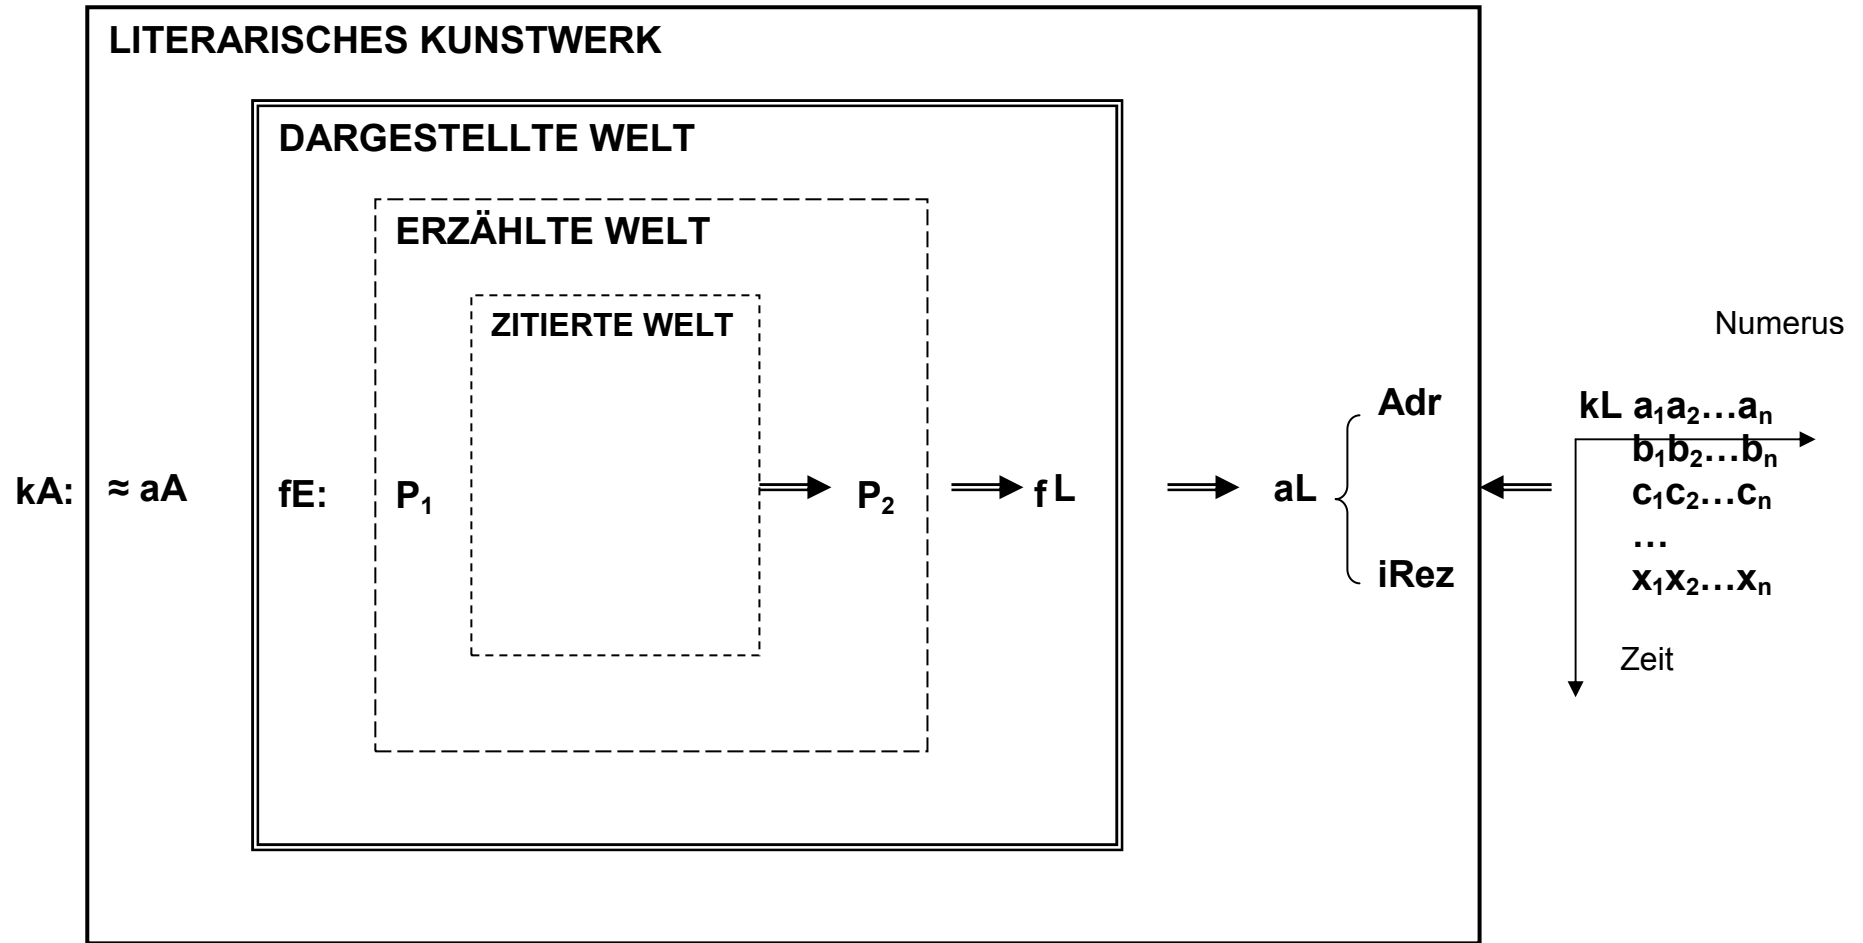 LITERARISCHES KUNSTWERK
DARGESTELLTE WELT
ERZÄHLTE WELT
ZITIERTE WELT
Numerus
Adr
kL a₁a₂…aₙ
b₁b₂…bₙ
kA: ≈ aA fE: P₁ P₂ f L aL c₁c₂…cₙ
…
iRez x₁x₂…xₙ
Zeit